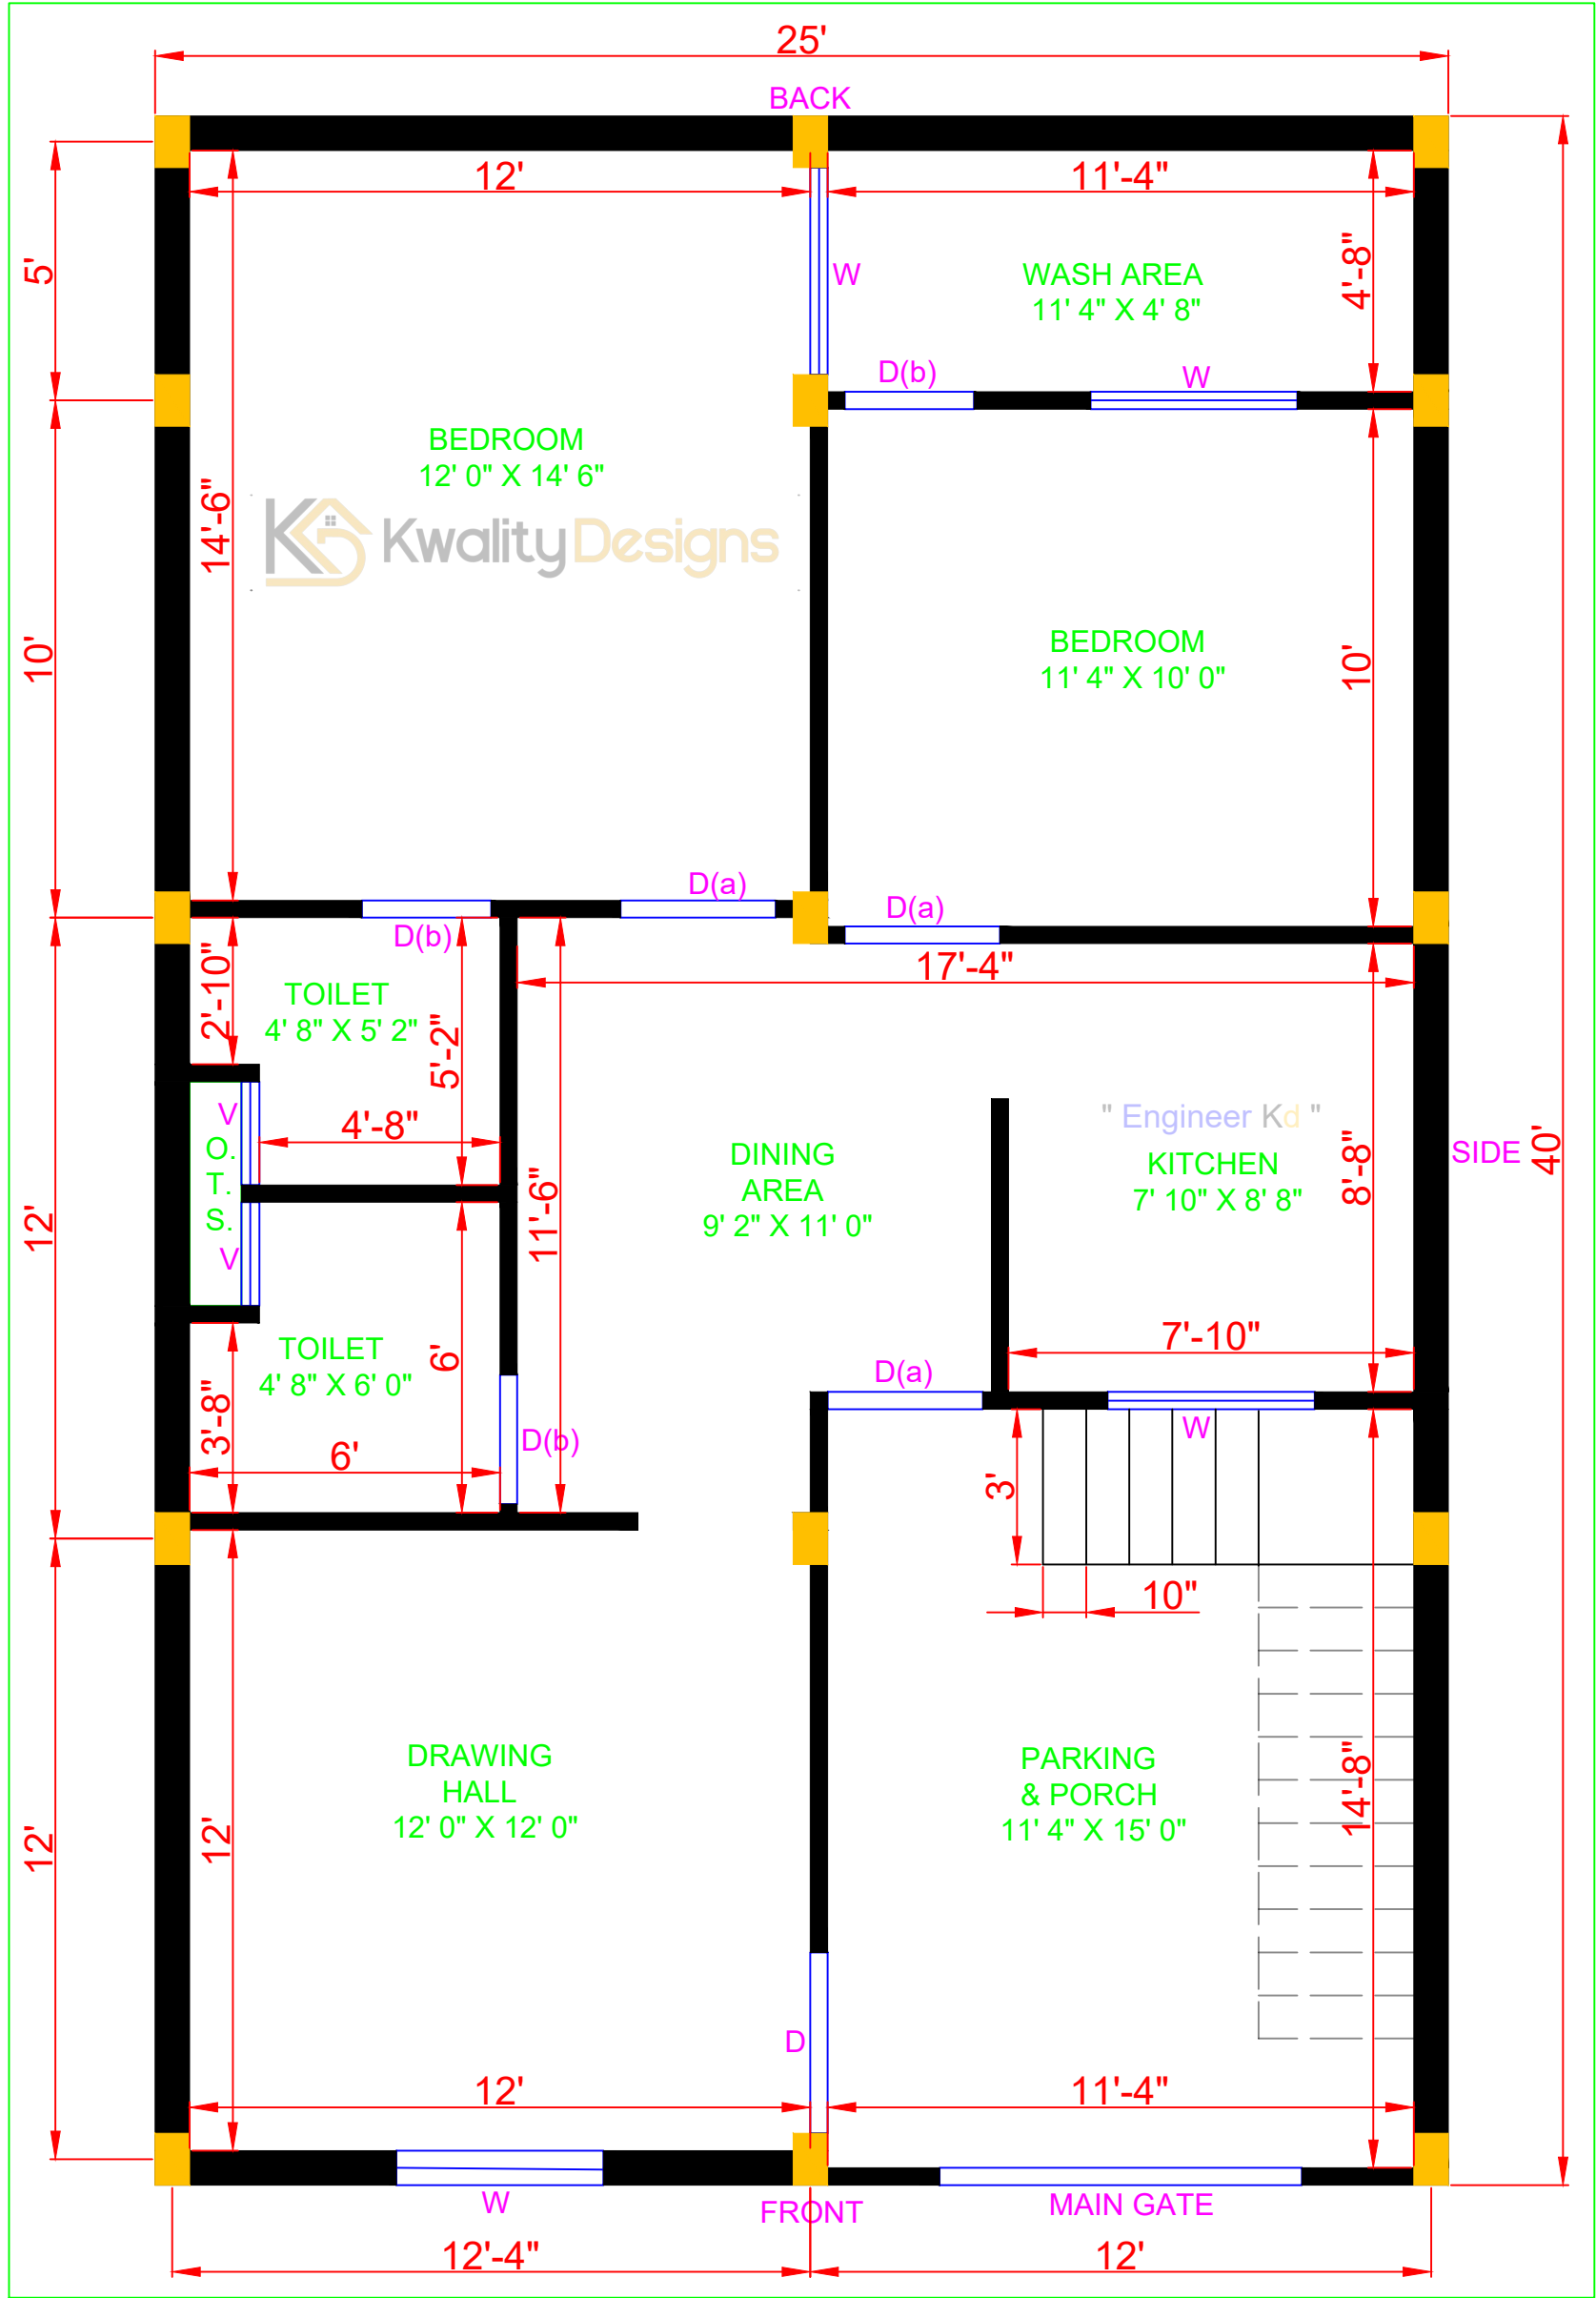 25'
BACK
12'
11'-4"
5'
W
WASH AREA
11' 4" X 4' 8"
4'-8"
D(b)
W
BEDROOM
12' 0" X 14' 6"
14'-6"
KD KwalityDesigns
10'
BEDROOM
11' 4" X 10' 0"
10'
D(a)
D(a)
D(b)
17'-4"
2'-10"
TOILET
4' 8" X 5' 2"
5'-2"
4'-8"
V
O.
T.
S.
V
12'
11'-6"
DINING
AREA
9' 2" X 11' 0"
" Engineer Kd "
KITCHEN
7' 10" X 8' 8"
8'-8"
SIDE
40'
7'-10"
TOILET
4' 8" X 6' 0"
6'
3'-8"
6'
D(b)
D(a)
W
3'
10"
DRAWING
HALL
12' 0" X 12' 0"
12'
12'
PARKING
& PORCH
11' 4" X 15' 0"
14'-8"
D
12'
11'-4"
W
FRONT
MAIN GATE
12'-4"
12'